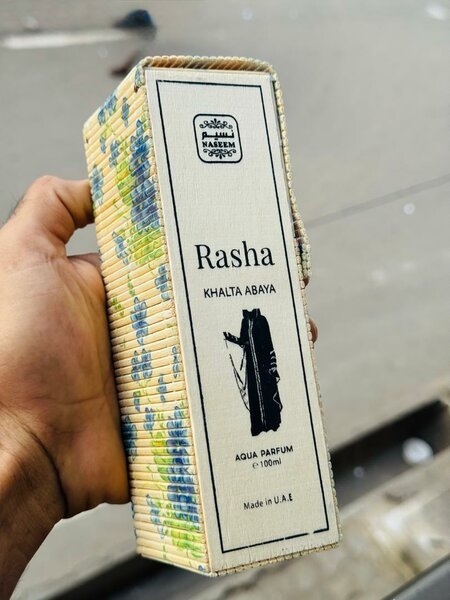 نسيم
NASEEM
Rasha
KHALTA ABAYA
AQUA PARFUM
℮ 100ml
Made in U.A.E